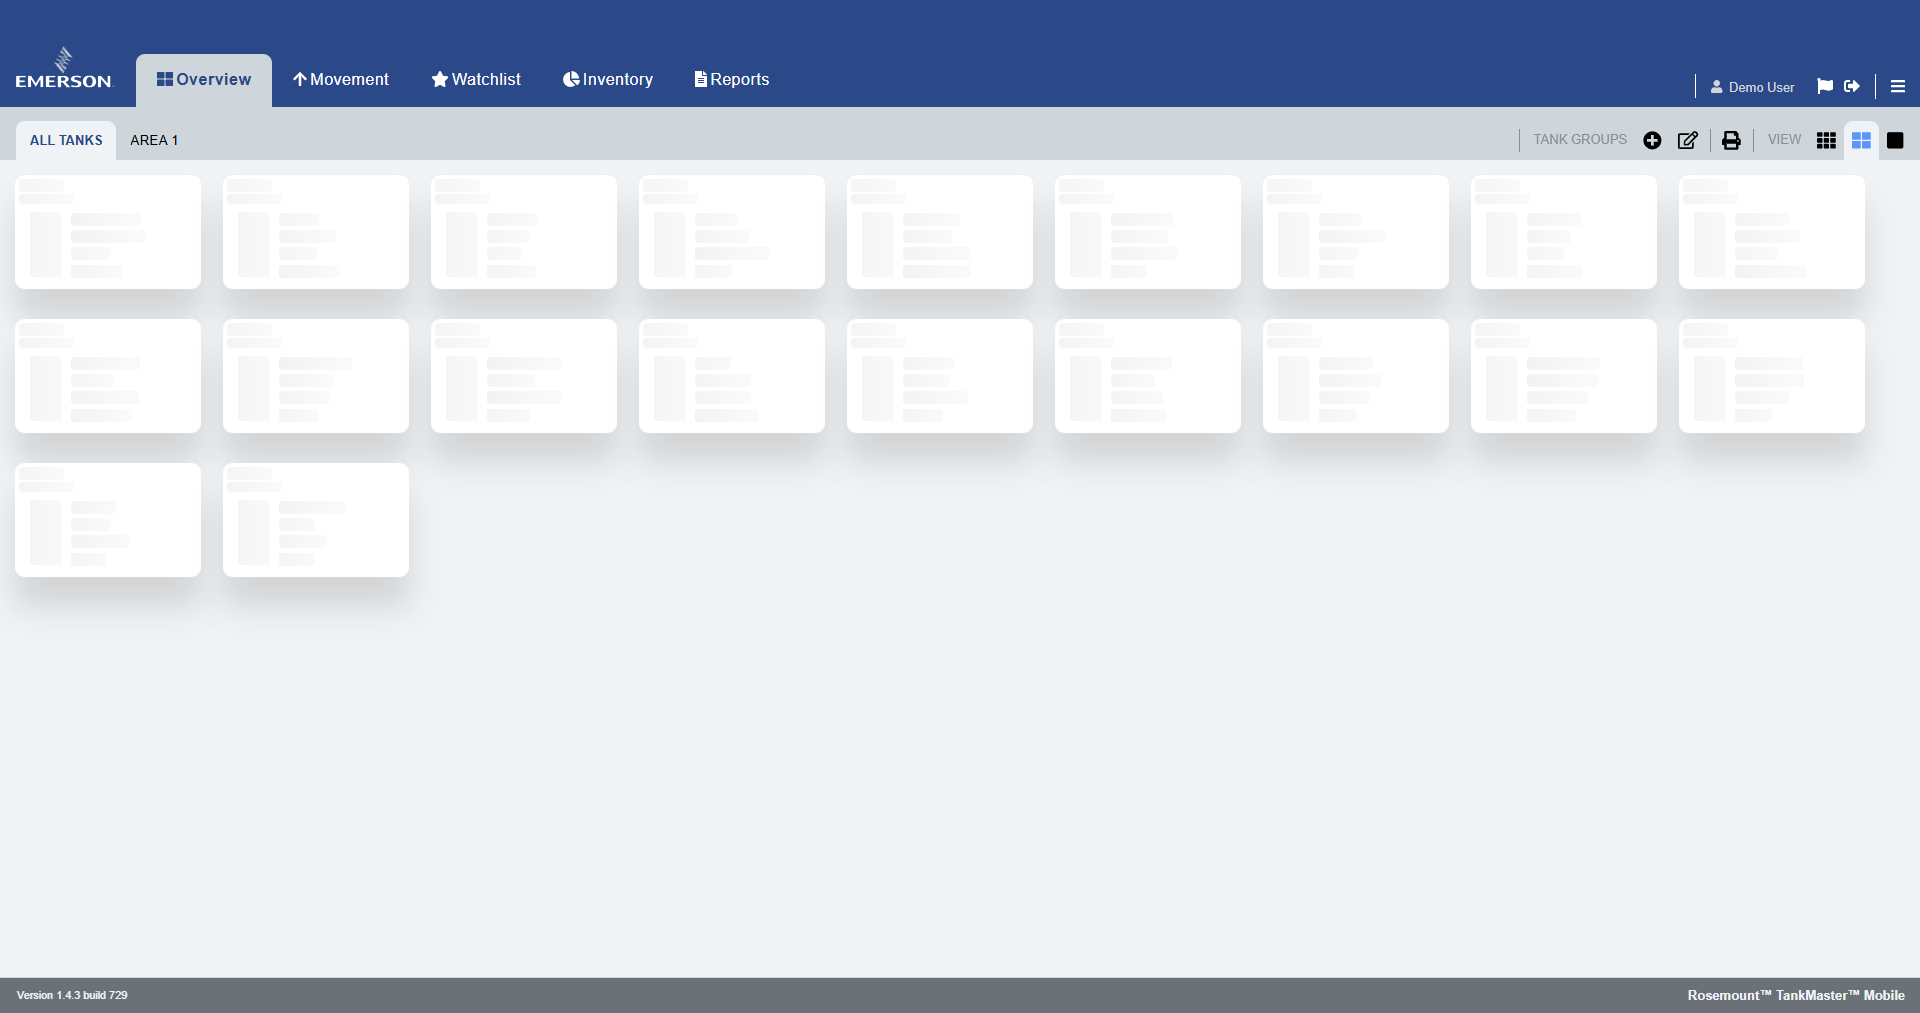 EMERSON
Overview
Movement
Watchlist
Inventory
Reports
Demo User
ALL TANKS
AREA 1
TANK GROUPS
VIEW
Version 1.4.3 build 729
Rosemount™ TankMaster™ Mobile